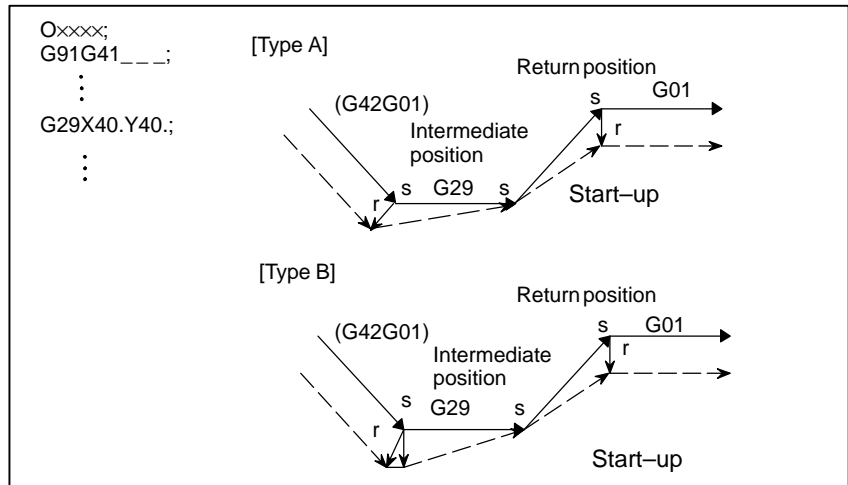 O××××;
G91G41_ _ _;
G29X40.Y40.;
[Type A]
Return position
s
G01
(G42G01)
r
Intermediate
position
s
G29
s
r
Start–up
[Type B]
Return position
s
G01
(G42G01)
r
Intermediate
position
s
G29
s
r
Start–up